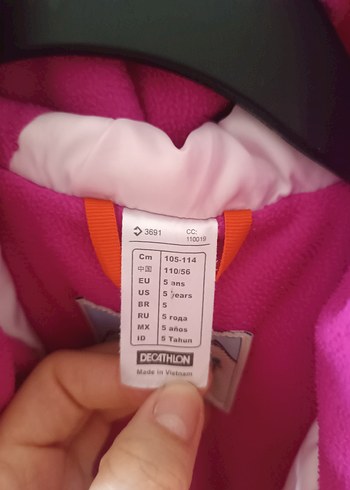 3691 CC: 110019
Cm 105-114
中国 110/56
EU 5 ans
US 5 years
BR 5
RU 5 года
MX 5 años
ID 5 Tahun
DECATHLON
Made in Vietnam